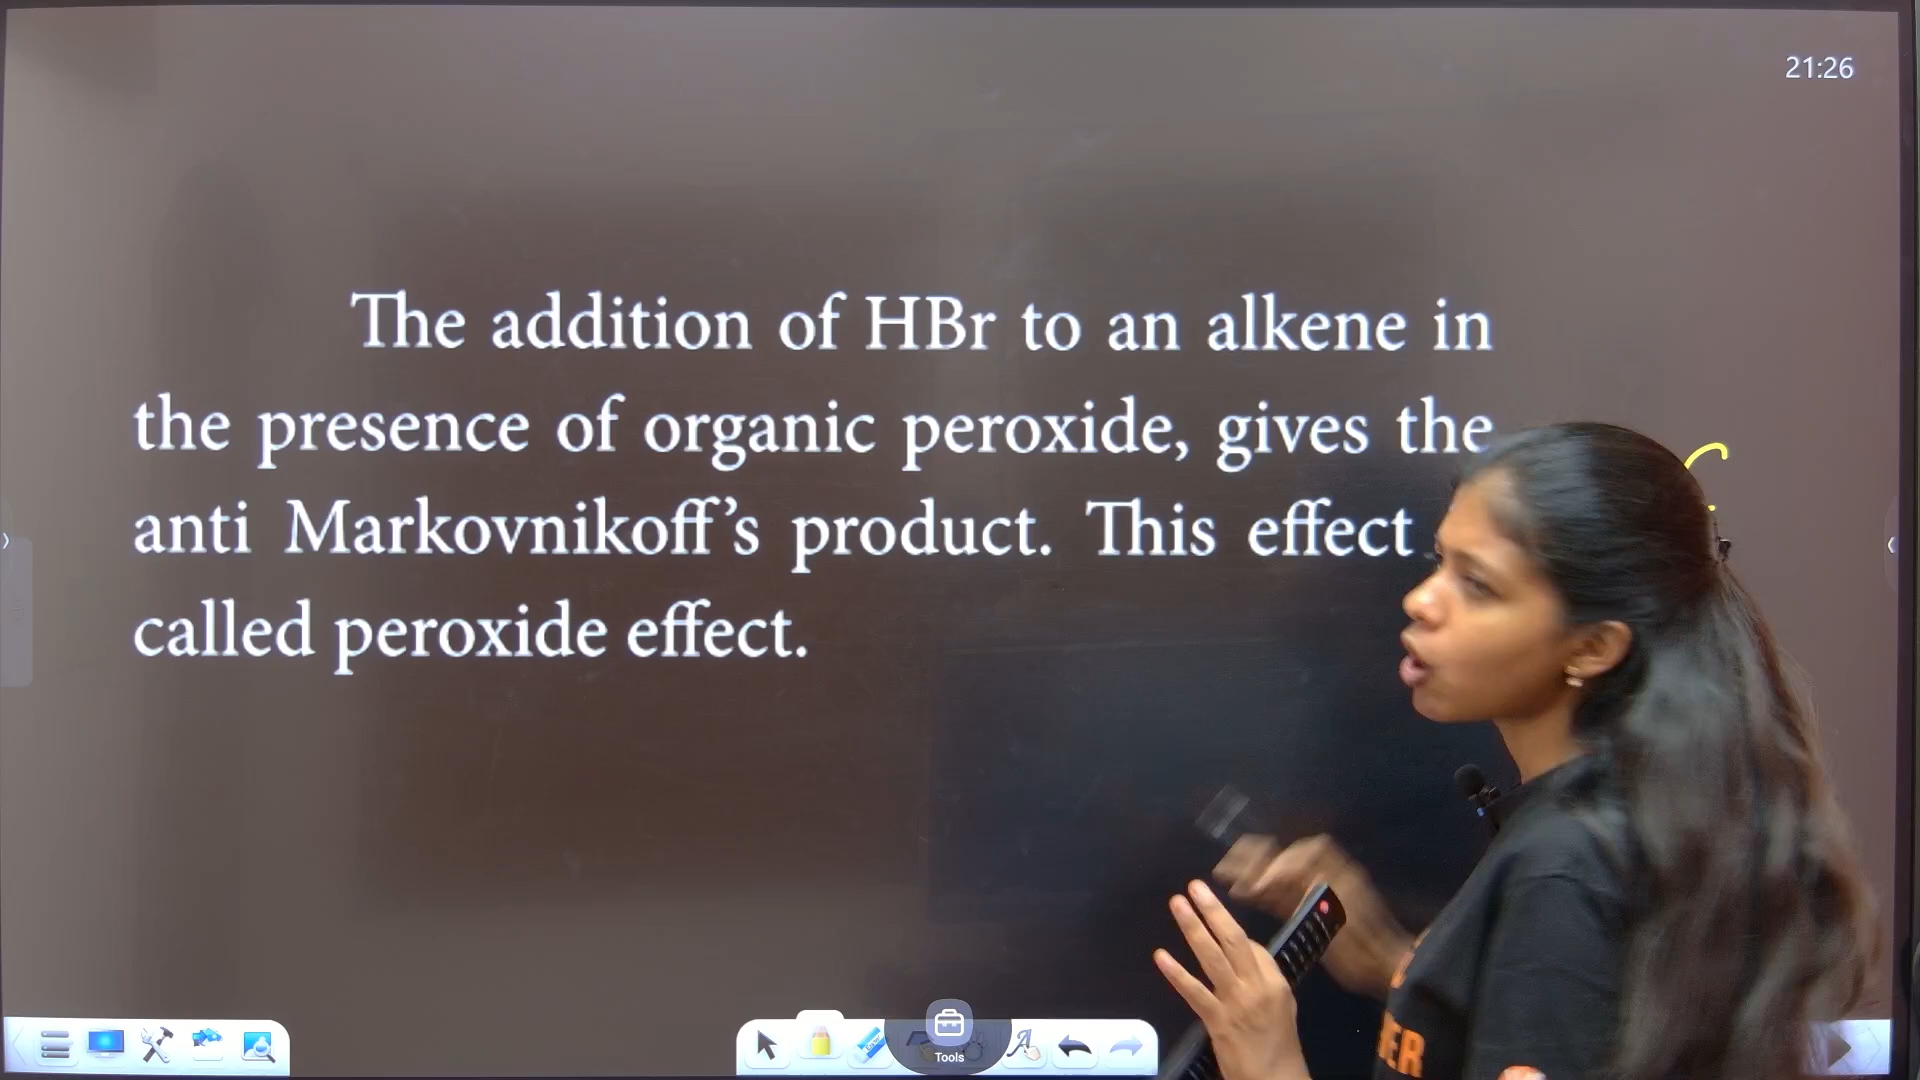 21:26
The addition of HBr to an alkene in
the presence of organic peroxide, gives the
anti Markovnikoff's product. This effect
called peroxide effect.
Tools